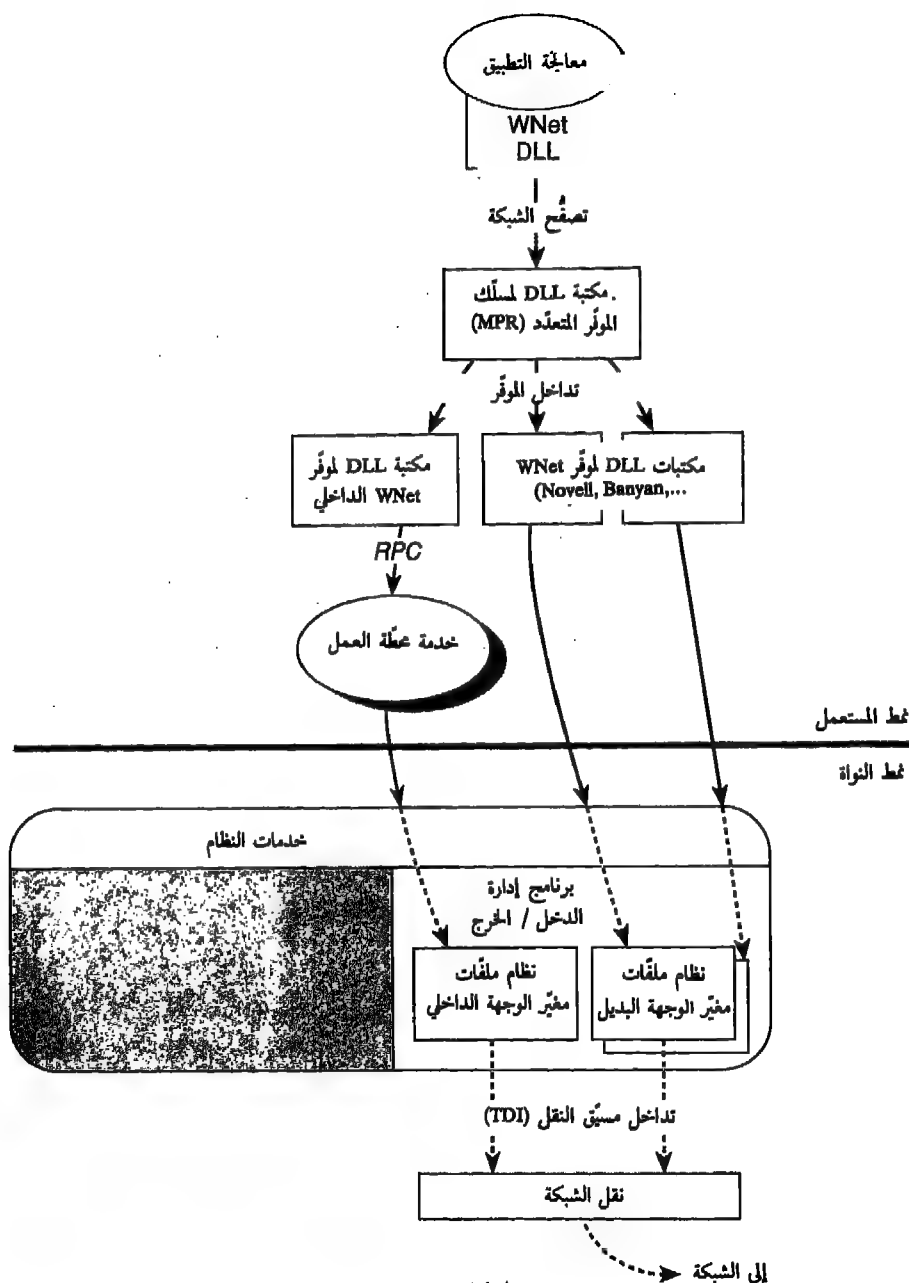 معالجة التطبيق
WNet
DLL
تصفّح الشبكة
مكتبة DLL لمسلّك
الموفّر المتعدّد (MPR)
تداخل الموفّر
مكتبة DLL لموفّر
WNet الداخلي
مكتبات DLL لموفّر WNet
(Novell, Banyan,...
RPC
خدمة محطّة العمل
نمط المستعمل
نمط النواة
خدمات النظام
برنامج إدارة
الدخل / الخرج
نظام ملفّات
مغيّر الوجهة الداخلي
نظام ملفّات
مغيّر الوجهة البديل
تداخل مسيّق النقل (TDI)
نقل الشبكة
إلى الشبكة